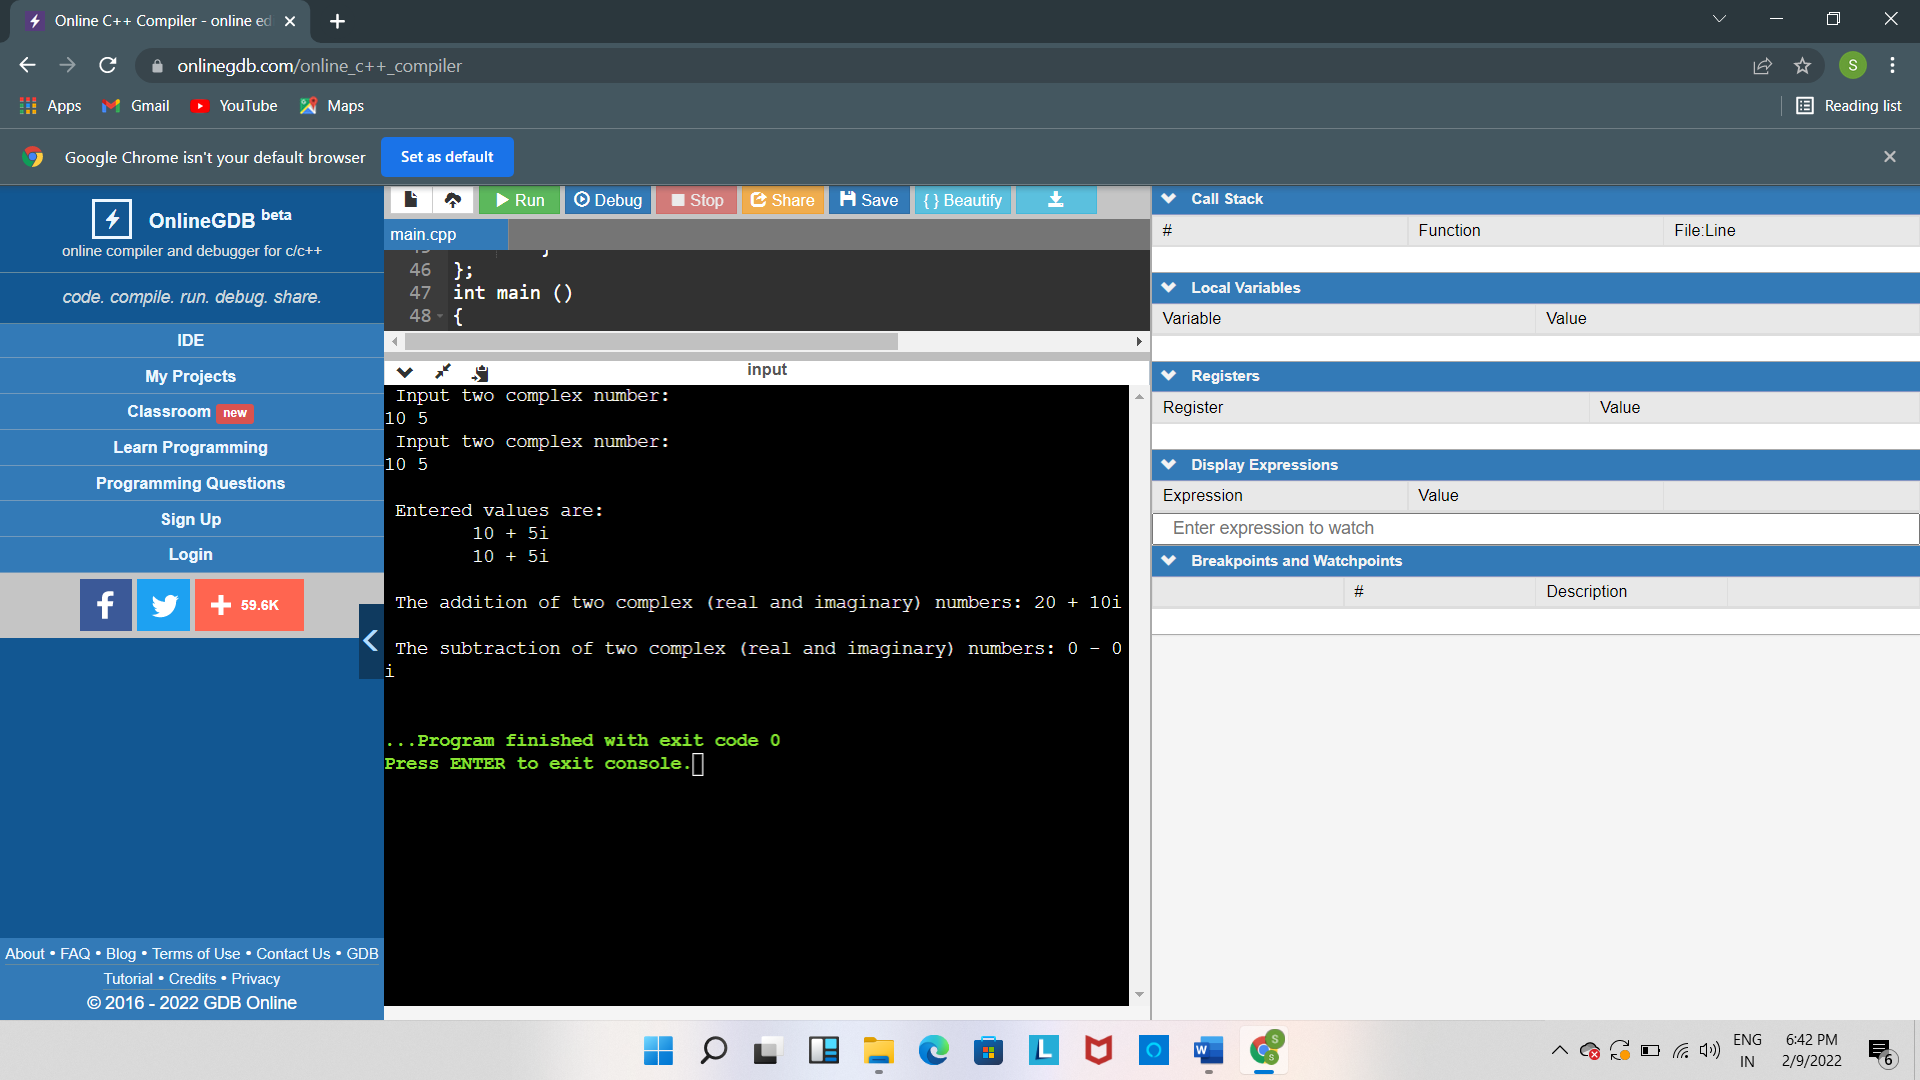 Online C++ Compiler - online ed
onlinegdb.com/online_c++_compiler
S
Apps
Gmail
YouTube
Maps
Reading list
Google Chrome isn't your default browser
Set as default
OnlineGDB beta
online compiler and debugger for c/c++
code. compile. run. debug. share.
IDE
My Projects
Classroom new
Learn Programming
Programming Questions
Sign Up
Login
59.6K
About • FAQ • Blog • Terms of Use • Contact Us • GDB
Tutorial • Credits • Privacy
© 2016 - 2022 GDB Online
Run
Debug
Stop
Share
Save
{ } Beautify
main.cpp
46 };
47 int main ()
48 {
input
Input two complex number:
10 5
Input two complex number:
10 5
Entered values are:
10 + 5i
10 + 5i
The addition of two complex (real and imaginary) numbers: 20 + 10i
The subtraction of two complex (real and imaginary) numbers: 0 - 0
i
...Program finished with exit code 0
Press ENTER to exit console.
Call Stack
# Function File:Line
Local Variables
Variable Value
Registers
Register Value
Display Expressions
Expression Value
Enter expression to watch
Breakpoints and Watchpoints
# Description
ENG
IN
6:42 PM
2/9/2022
6